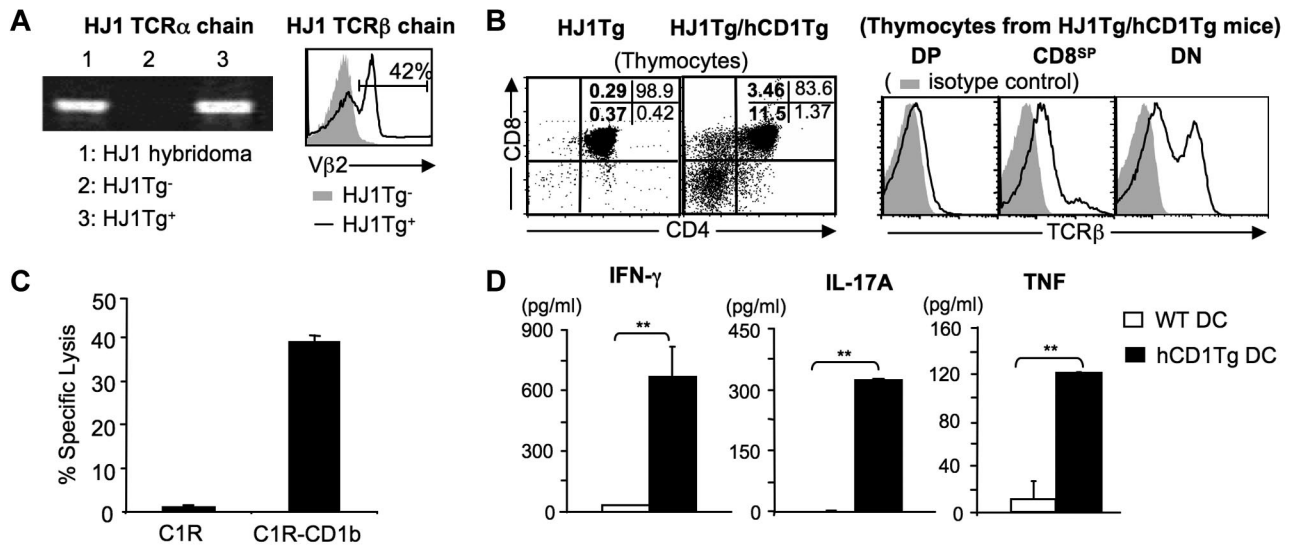 A
HJ1 TCRα chain
1 2 3
1: HJ1 hybridoma
2: HJ1Tg-
3: HJ1Tg+
HJ1 TCRβ chain
42%
Vβ2
HJ1Tg-
HJ1Tg+
B
HJ1Tg HJ1Tg/hCD1Tg
(Thymocytes)
0.29 98.9
0.37 0.42
3.46 83.6
11.5 1.37
CD8
CD4
(Thymocytes from HJ1Tg/hCD1Tg mice)
DP CD8SP DN
( isotype control)
TCRβ
C
% Specific Lysis
50
40
30
20
10
0
C1R C1R-CD1b
D
IFN-γ
(pg/ml)
900
600
300
0
**
IL-17A
(pg/ml)
450
300
150
0
**
TNF
(pg/ml)
160
120
80
40
0
**
WT DC
hCD1Tg DC